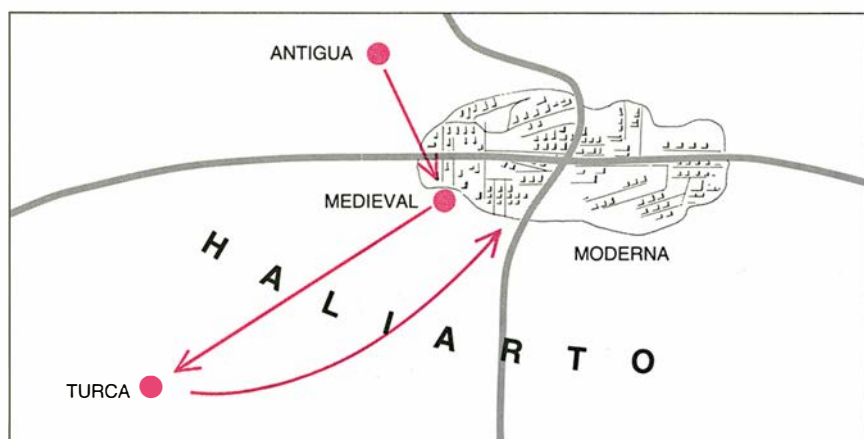 ANTIGUA
MEDIEVAL
MODERNA
HALIARTO
TURCA